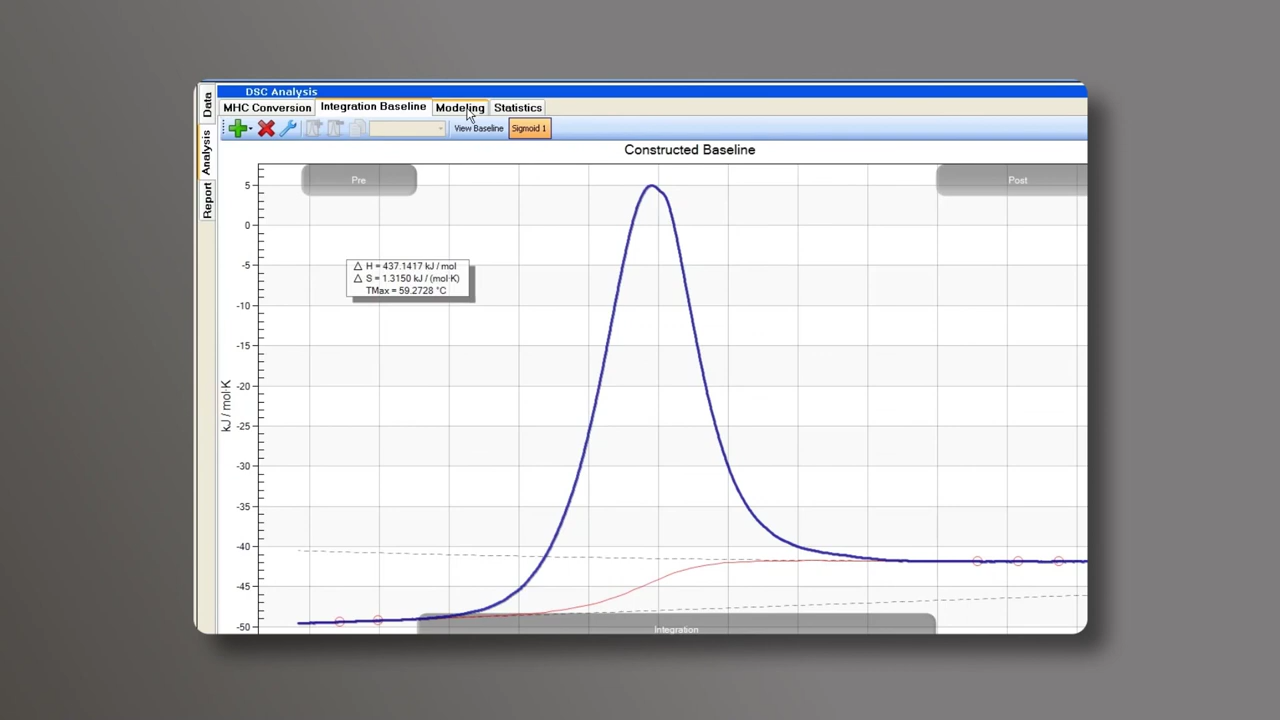 DSC Analysis
MHC Conversion Integration Baseline Modeling Statistics
View Baseline Sigmoid 1
Data
Analysis
Report
Constructed Baseline
Pre
Post
△ H = 437.1417 kJ / mol
△ S = 1.3150 kJ / (mol·K)
TMax = 59.2728 °C
5
0
-5
-10
-15
-20
-25
-30
-35
-40
-45
-50
kJ / mol·K
Integration